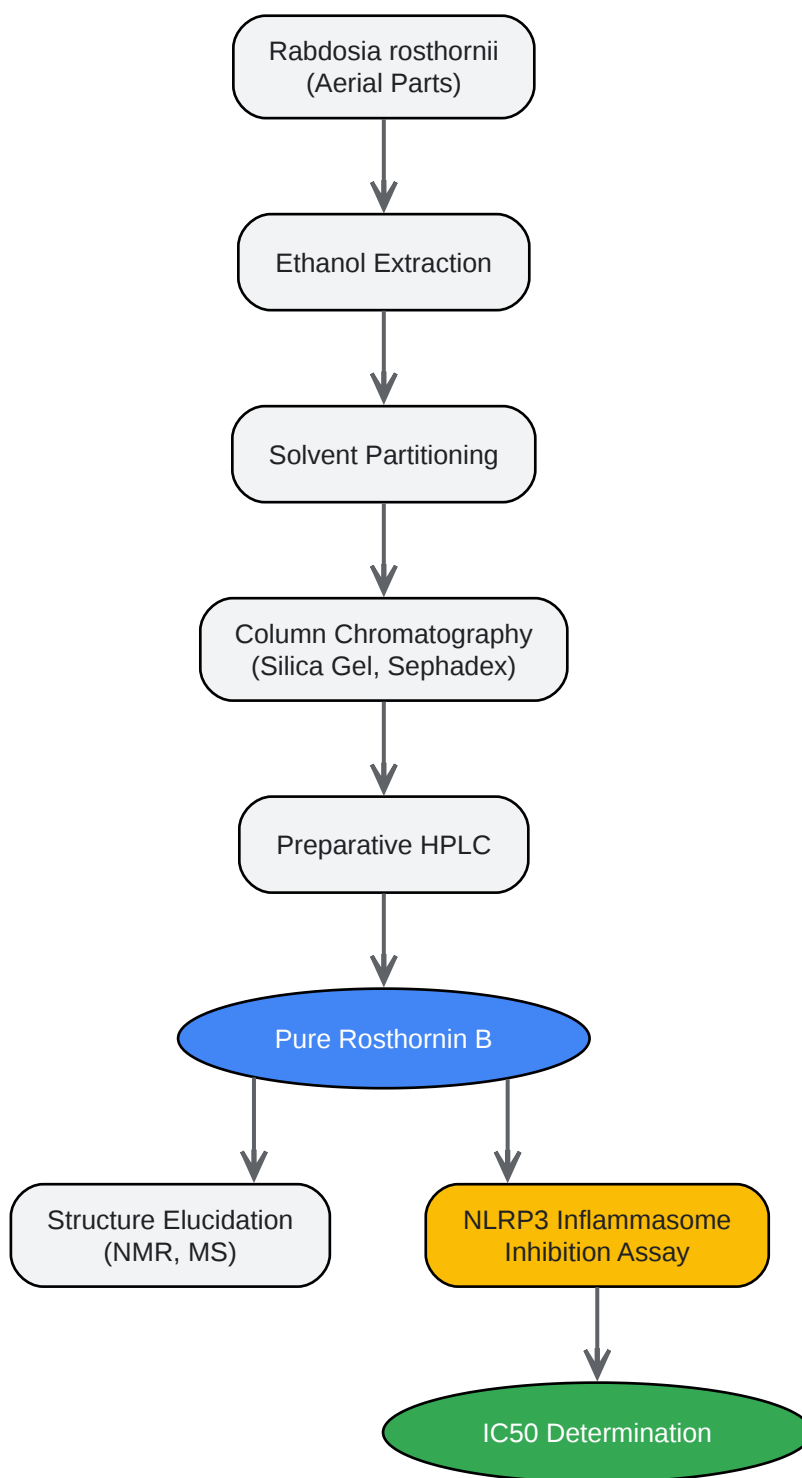 Rabdosia rosthornii
(Aerial Parts)
Ethanol Extraction
Solvent Partitioning
Column Chromatography
(Silica Gel, Sephadex)
Preparative HPLC
Pure Rosthornin B
Structure Elucidation
(NMR, MS)
NLRP3 Inflammasome
Inhibition Assay
IC50 Determination